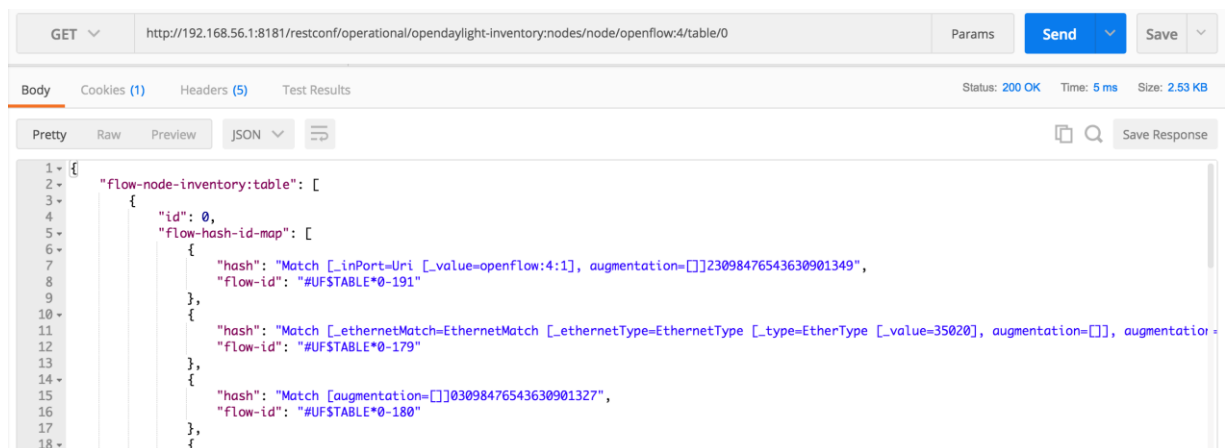 GET http://192.168.56.1:8181/restconf/operational/opendaylight-inventory:nodes/node/openflow:4/table/0 Params Send Save
Body Cookies (1) Headers (5) Test Results Status: 200 OK Time: 5 ms Size: 2.53 KB
Pretty Raw Preview JSON Save Response
1 {
2 "flow-node-inventory:table": [
3 {
4 "id": 0,
5 "flow-hash-id-map": [
6 {
7 "hash": "Match [_inPort=Uri [_value=openflow:4:1], augmentation=[]]23098476543630901349",
8 "flow-id": "#UF$TABLE*0-191"
9 },
10 {
11 "hash": "Match [_ethernetMatch=EthernetMatch [_ethernetType=EthernetType [_type=EtherType [_value=35020], augmentation=[]], augmentation=
12 "flow-id": "#UF$TABLE*0-179"
13 },
14 {
15 "hash": "Match [augmentation=[]]03098476543630901327",
16 "flow-id": "#UF$TABLE*0-180"
17 },
18 {